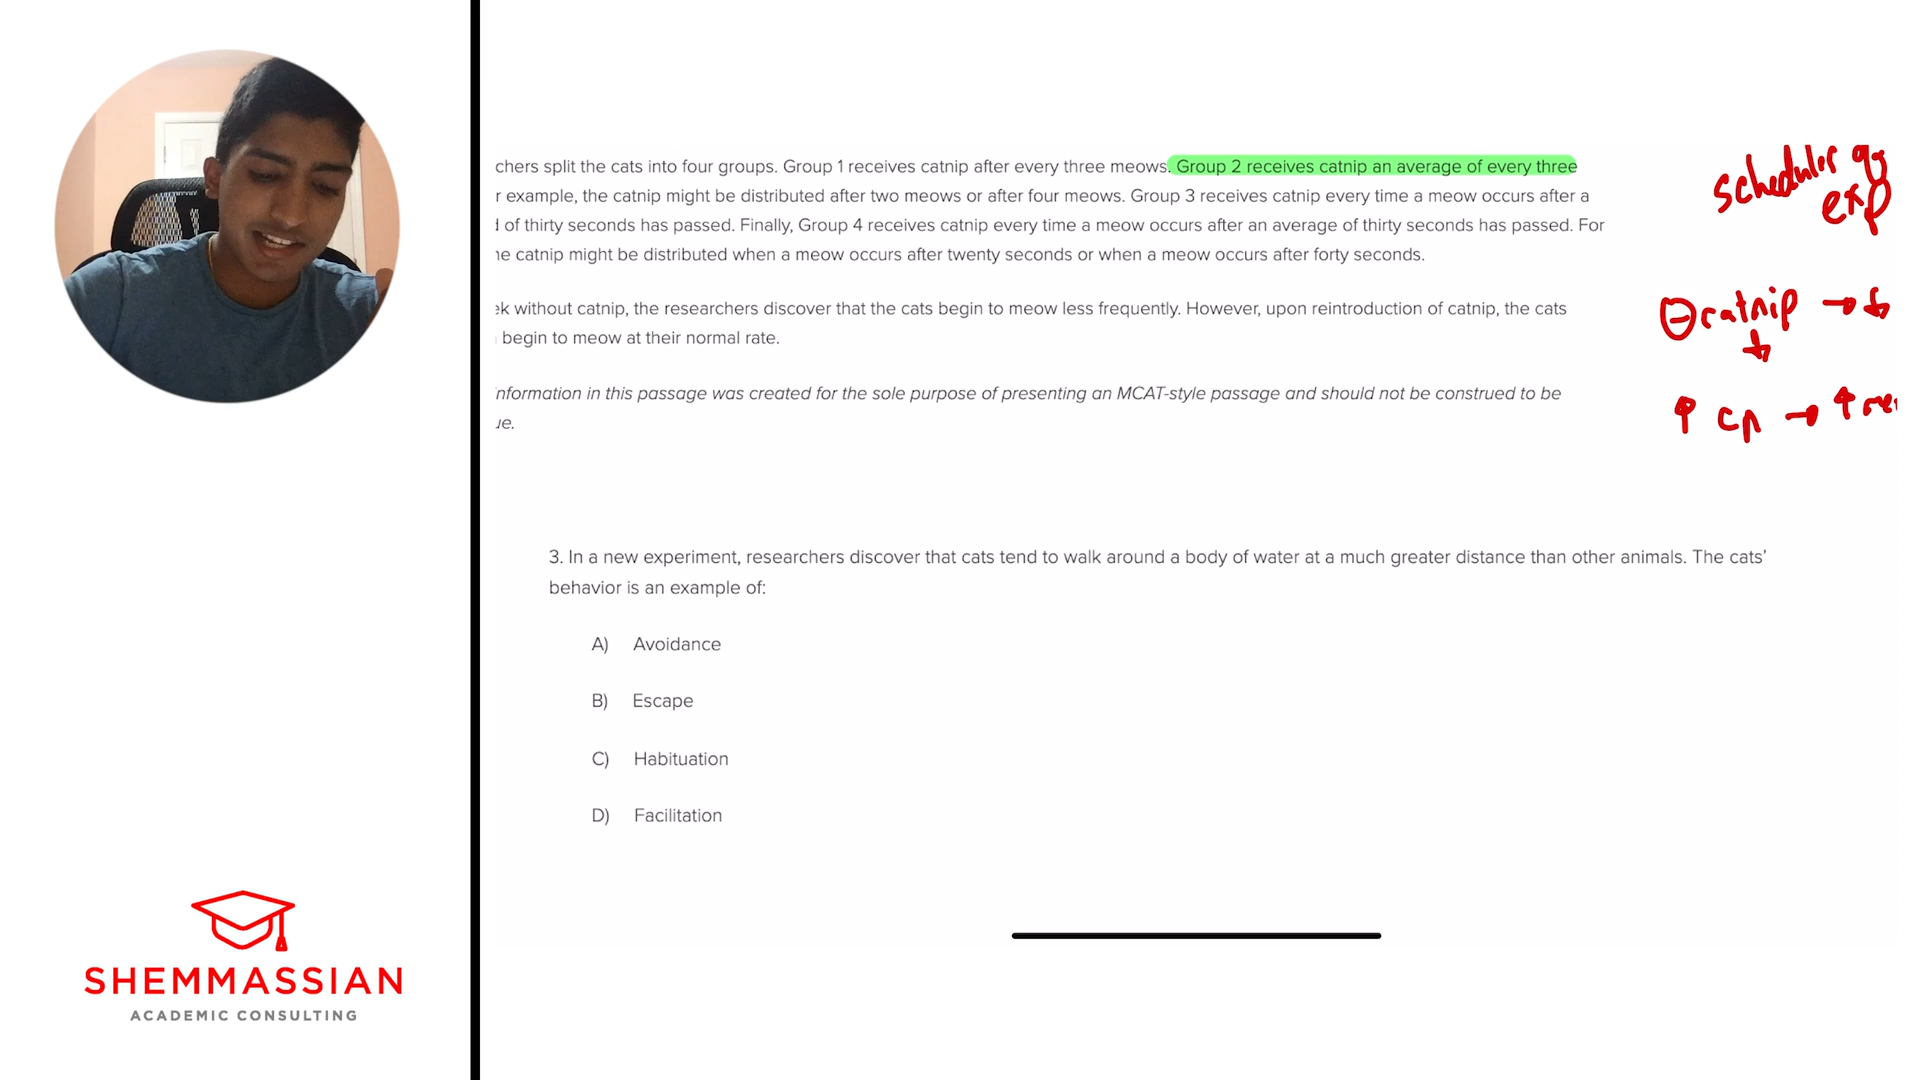 chers split the cats into four groups. Group 1 receives catnip after every three meows. Group 2 receives catnip an average of every three
r example, the catnip might be distributed after two meows or after four meows. Group 3 receives catnip every time a meow occurs after a
d of thirty seconds has passed. Finally, Group 4 receives catnip every time a meow occurs after an average of thirty seconds has passed. For
ne catnip might be distributed when a meow occurs after twenty seconds or when a meow occurs after forty seconds.
ek without catnip, the researchers discover that the cats begin to meow less frequently. However, upon reintroduction of catnip, the cats
begin to meow at their normal rate.
nformation in this passage was created for the sole purpose of presenting an MCAT-style passage and should not be construed to be
ue.
exp
⊖ catnip → ↓
↓
↑ → ↑
3. In a new experiment, researchers discover that cats tend to walk around a body of water at a much greater distance than other animals. The cats’
behavior is an example of:
A) Avoidance
B) Escape
C) Habituation
D) Facilitation
SHEMMASSIAN
ACADEMIC CONSULTING